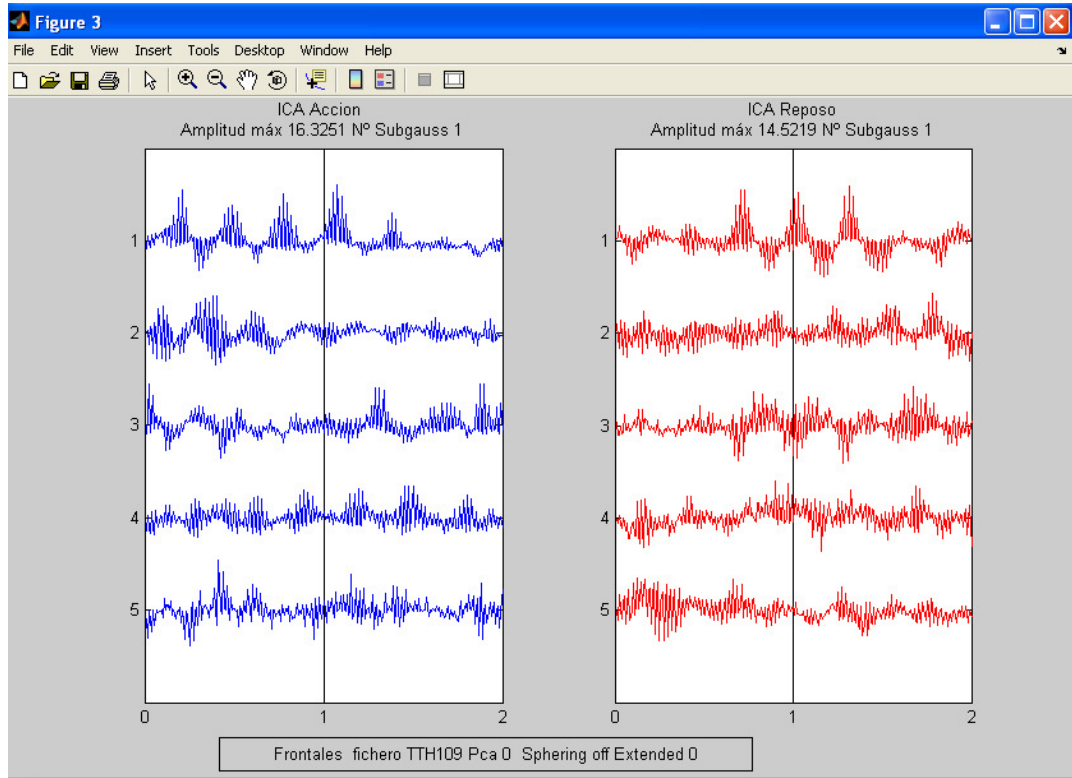 Figure 3
File Edit View Insert Tools Desktop Window Help
ICA Accion
Amplitud máx 16.3251 Nº Subgauss 1
1
2
3
4
5
0 1 2
ICA Reposo
Amplitud máx 14.5219 Nº Subgauss 1
1
2
3
4
5
0 1 2
Frontales fichero TTH109 Pca 0 Sphering off Extended 0